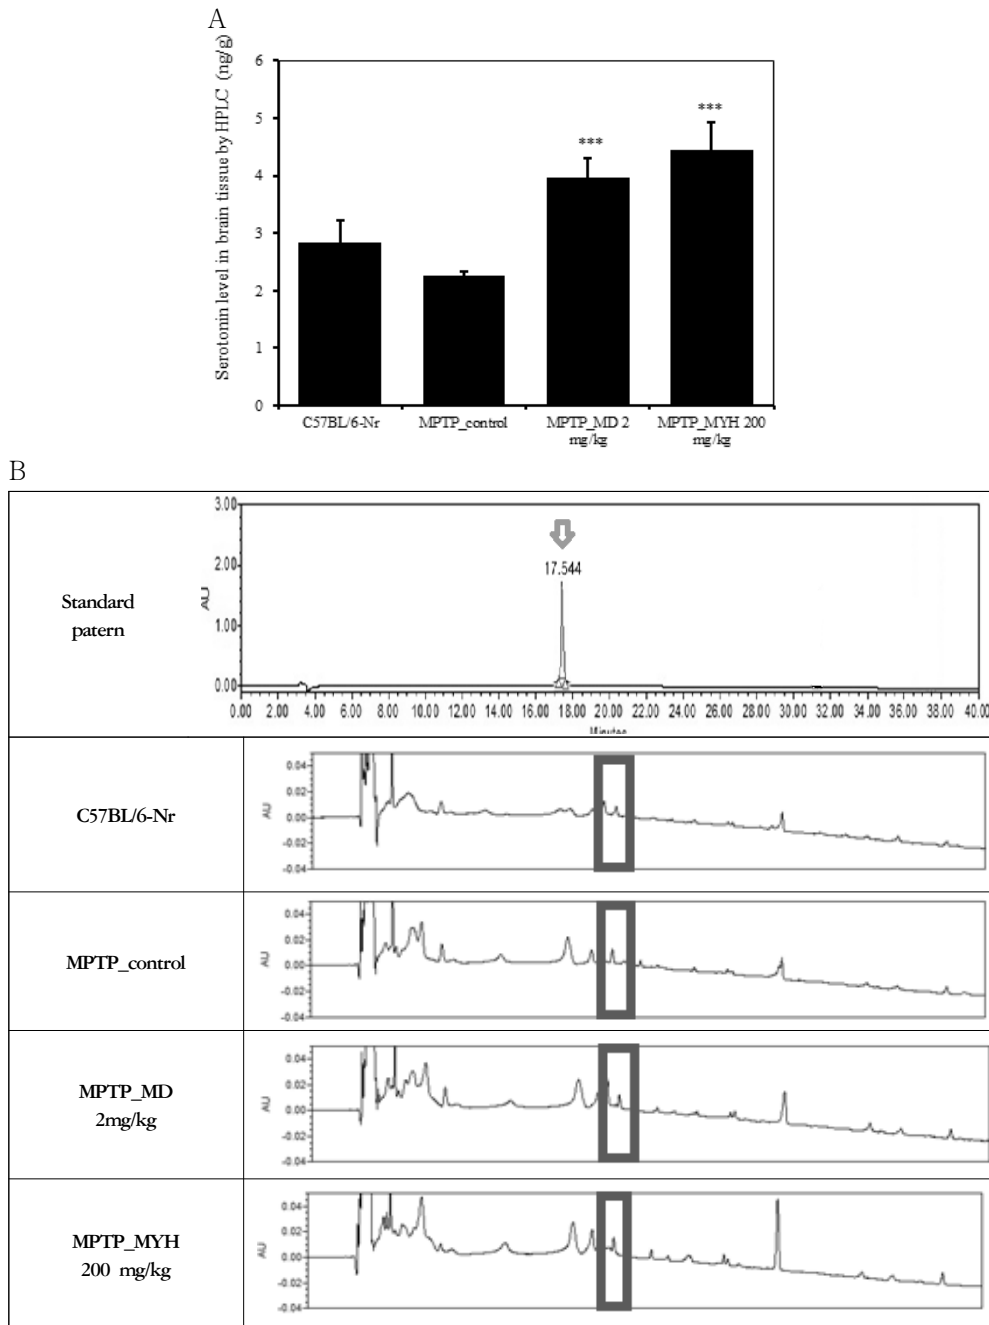 A
Serotonin level in brain tissue by HPLC (ng/g)
6
5
4
3
2
1
0
***
***
C57BL/6-Nr
MPTP_control
MPTP_MD 2
mg/kg
MPTP_MYH 200
mg/kg
B
Standard
patern
AU
3.00
2.00
1.00
0.00
17.544
0.00 2.00 4.00 6.00 8.00 10.00 12.00 14.00 16.00 18.00 20.00 22.00 24.00 26.00 28.00 30.00 32.00 34.00 36.00 38.00 40.00
Minutes
C57BL/6-Nr
AU
0.04
0.02
0.00
-0.02
-0.04
MPTP_control
AU
0.04
0.02
0.00
-0.02
-0.04
MPTP_MD
2mg/kg
AU
0.04
0.02
0.00
-0.02
-0.04
MPTP_MYH
200 mg/kg
AU
0.04
0.02
0.00
-0.02
-0.04